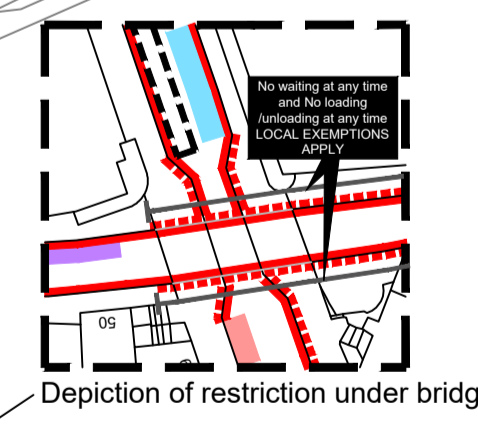 No waiting at any time
and No loading
/unloading at any time
LOCAL EXEMPTIONS
APPLY
50
Depiction of restriction under bridg